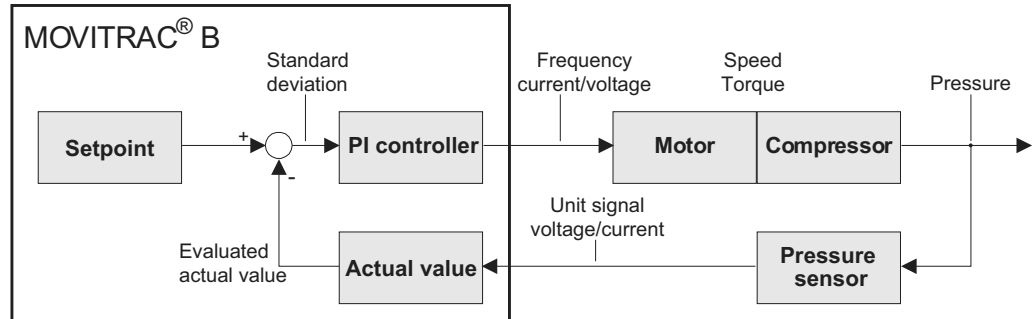 MOVITRAC® B
Standard
deviation
Frequency
current/voltage
Speed
Torque
Pressure
Setpoint
+
-
PI controller
Motor
Compressor
Unit signal
voltage/current
Evaluated
actual value
Actual value
Pressure
sensor